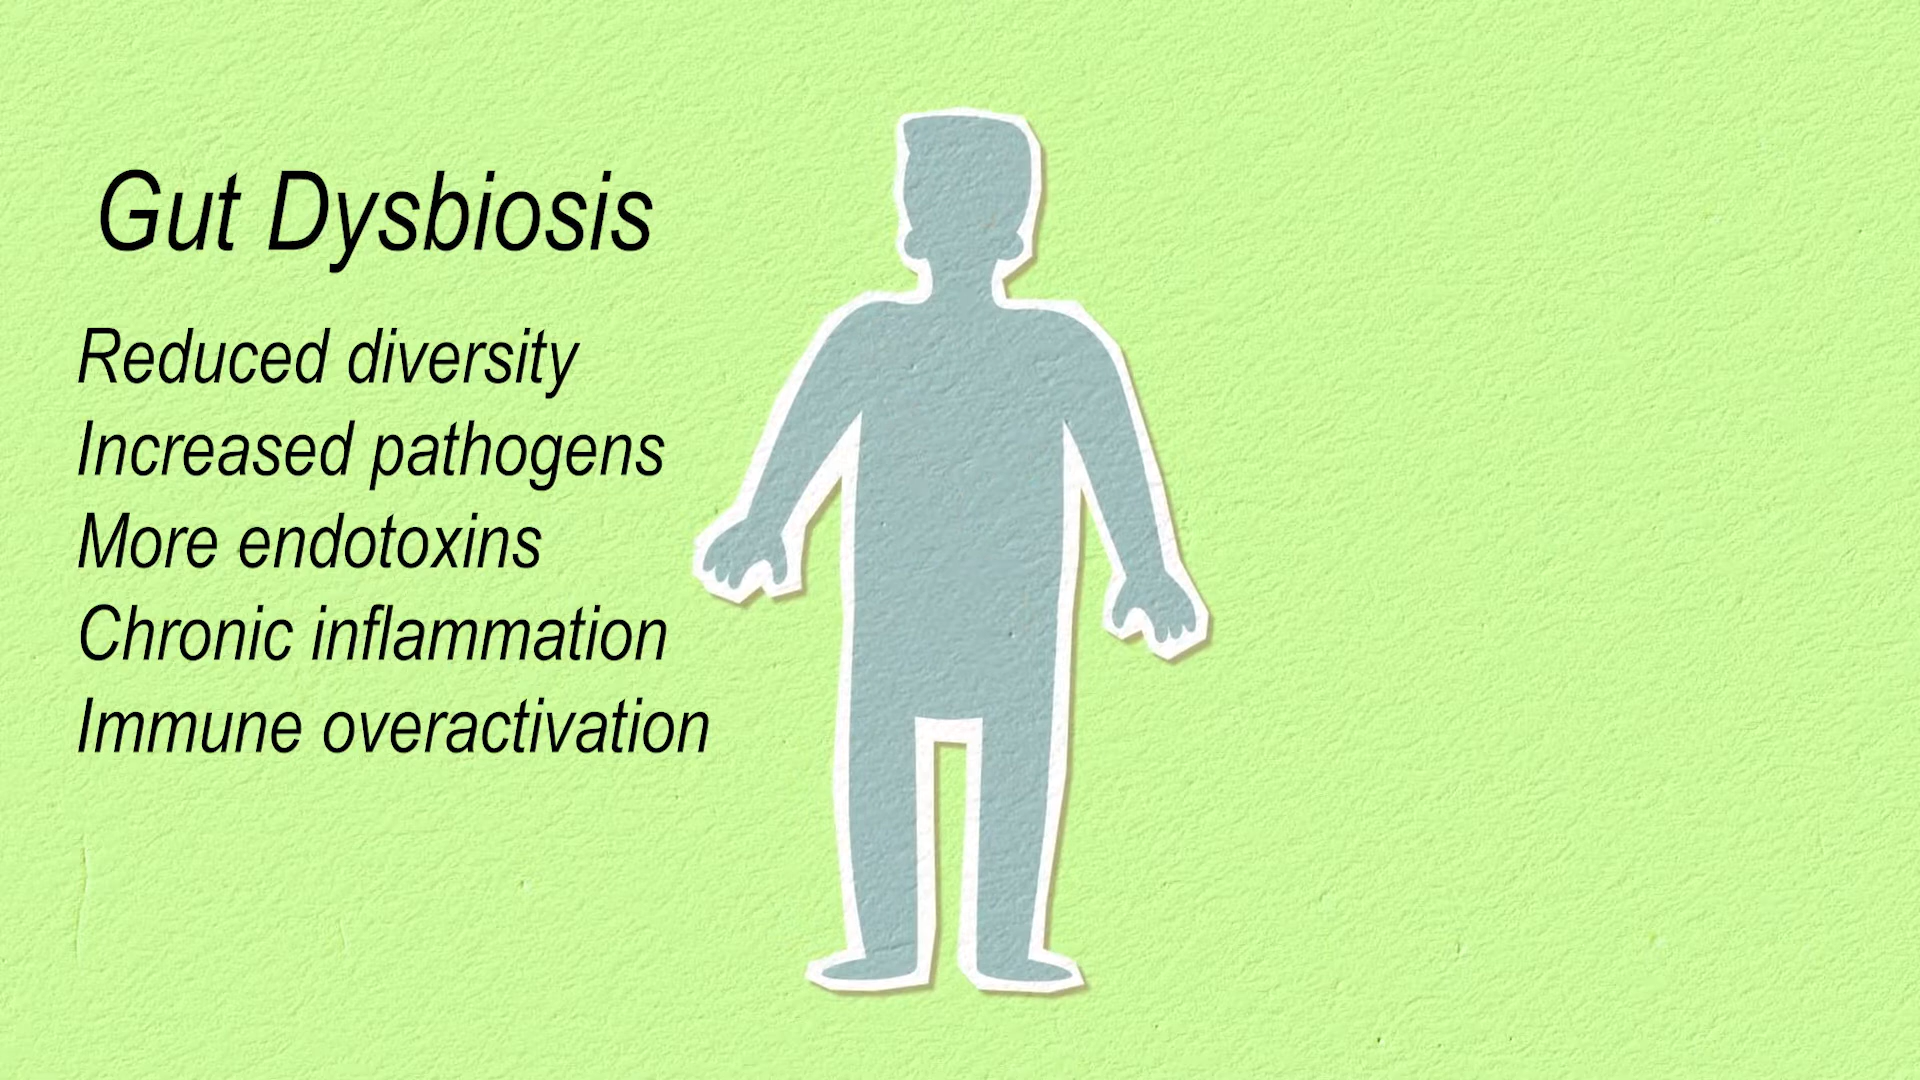 Gut Dysbiosis
Reduced diversity
Increased pathogens
More endotoxins
Chronic inflammation
Immune overactivation